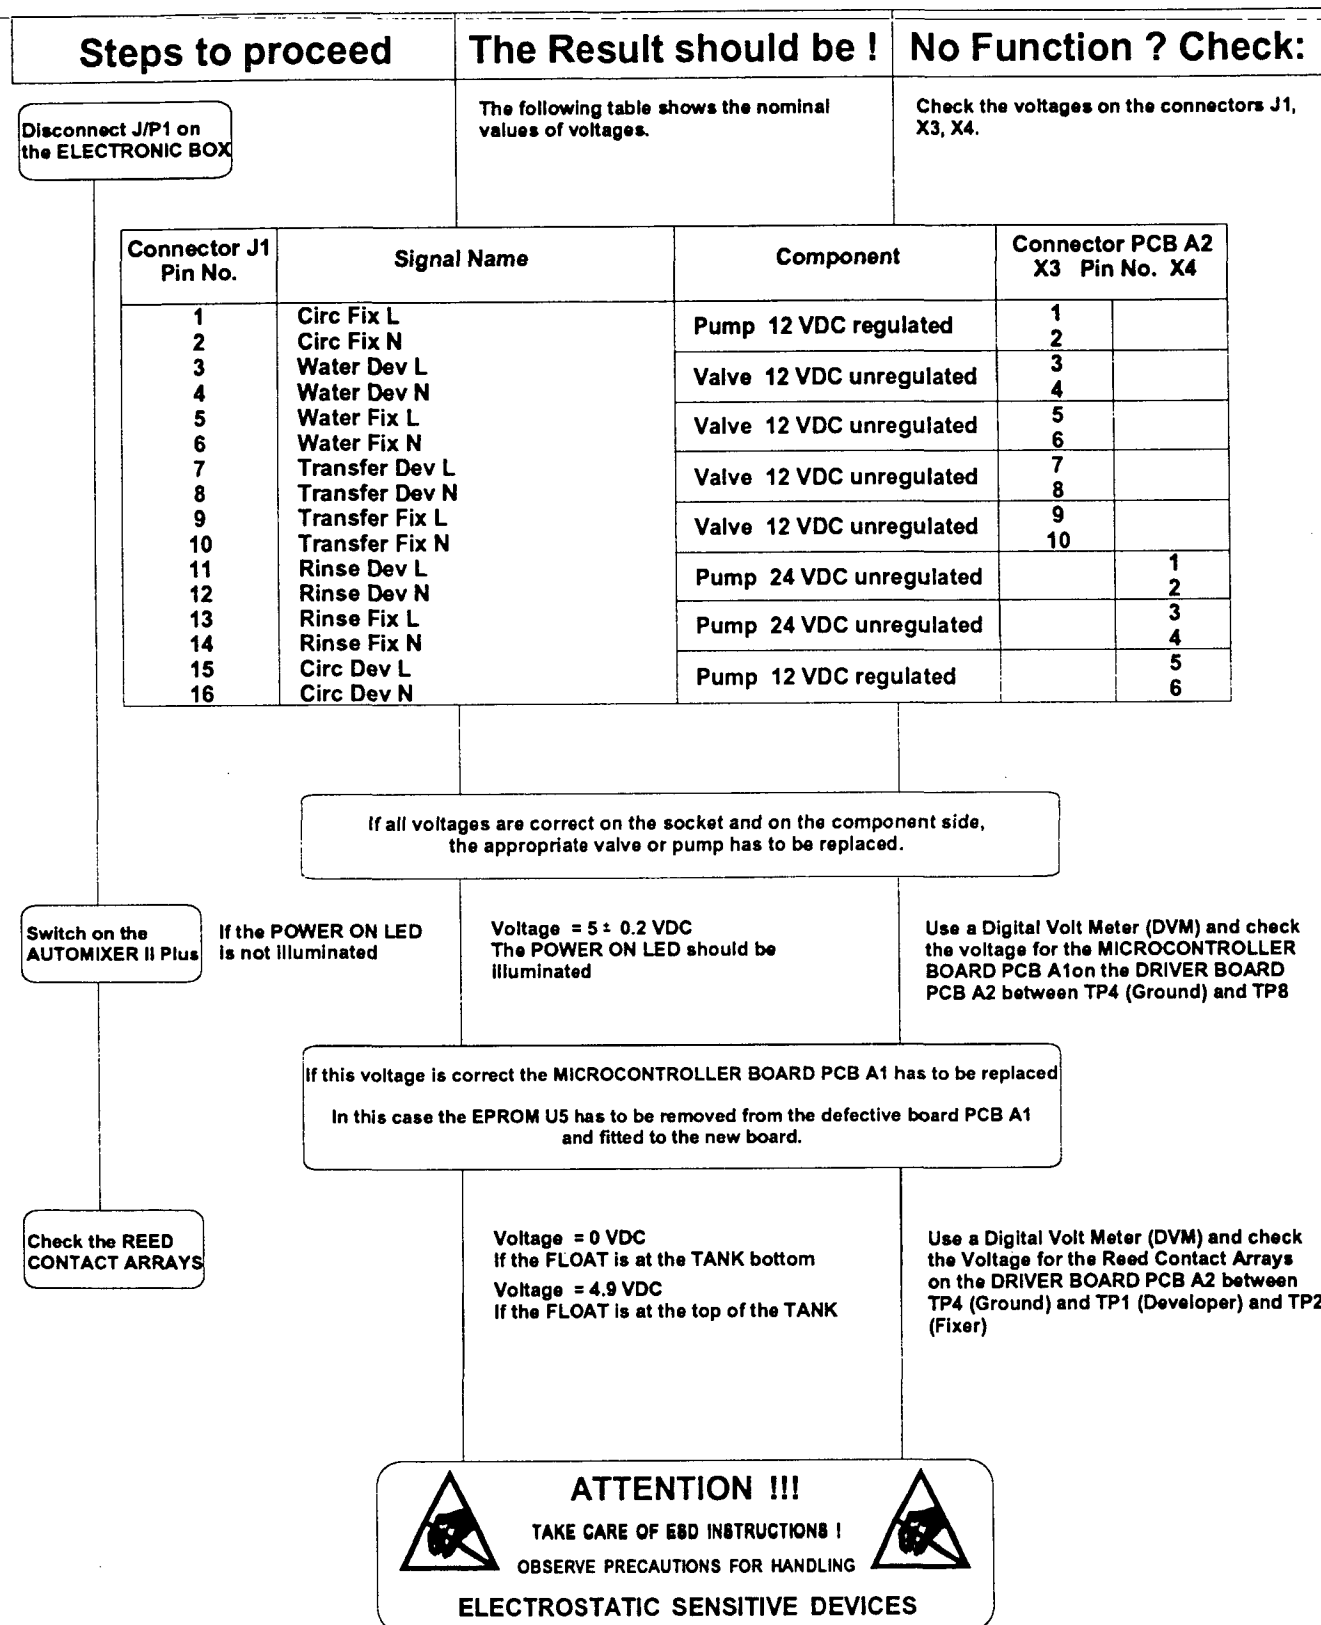 Steps to proceed
The Result should be !
No Function ? Check:
Disconnect J/P1 on
the ELECTRONIC BOX
The following table shows the nominal
values of voltages.
Check the voltages on the connectors J1,
X3, X4.
Connector J1
Pin No.
Signal Name
Component
Connector PCB A2
X3 Pin No. X4
1 Circ Fix L
2 Circ Fix N
Pump 12 VDC regulated
1
2
3 Water Dev L
4 Water Dev N
Valve 12 VDC unregulated
3
4
5 Water Fix L
6 Water Fix N
Valve 12 VDC unregulated
5
6
7 Transfer Dev L
8 Transfer Dev N
Valve 12 VDC unregulated
7
8
9 Transfer Fix L
10 Transfer Fix N
Valve 12 VDC unregulated
9
10
11 Rinse Dev L
12 Rinse Dev N
Pump 24 VDC unregulated
1
2
13 Rinse Fix L
14 Rinse Fix N
Pump 24 VDC unregulated
3
4
15 Circ Dev L
16 Circ Dev N
Pump 12 VDC regulated
5
6
If all voltages are correct on the socket and on the component side,
the appropriate valve or pump has to be replaced.
Switch on the
AUTOMIXER II Plus
If the POWER ON LED
is not illuminated
Voltage = 5 ± 0.2 VDC
The POWER ON LED should be
illuminated
Use a Digital Volt Meter (DVM) and check
the voltage for the MICROCONTROLLER
BOARD PCB A1on the DRIVER BOARD
PCB A2 between TP4 (Ground) and TP8
If this voltage is correct the MICROCONTROLLER BOARD PCB A1 has to be replaced
In this case the EPROM U5 has to be removed from the defective board PCB A1
and fitted to the new board.
Check the REED
CONTACT ARRAYS
Voltage = 0 VDC
If the FLOAT is at the TANK bottom
Voltage = 4.9 VDC
If the FLOAT is at the top of the TANK
Use a Digital Volt Meter (DVM) and check
the Voltage for the Reed Contact Arrays
on the DRIVER BOARD PCB A2 between
TP4 (Ground) and TP1 (Developer) and TP2
(Fixer)
ATTENTION !!!
TAKE CARE OF ESD INSTRUCTIONS !
OBSERVE PRECAUTIONS FOR HANDLING
ELECTROSTATIC SENSITIVE DEVICES